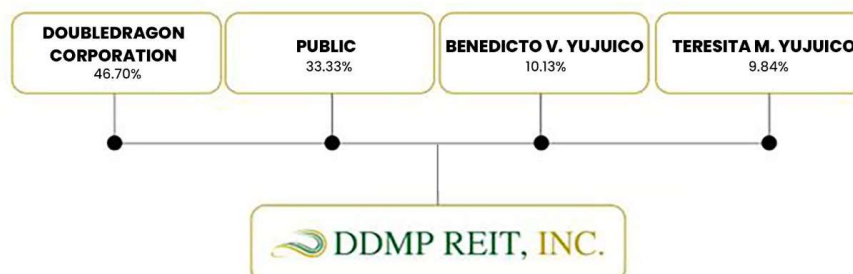 DOUBLEDRAGON
CORPORATION
46.70%
PUBLIC
33.33%
BENEDICTO V. YUJUICO
10.13%
TERESITA M. YUJUICO
9.84%
DDMP REIT, INC.